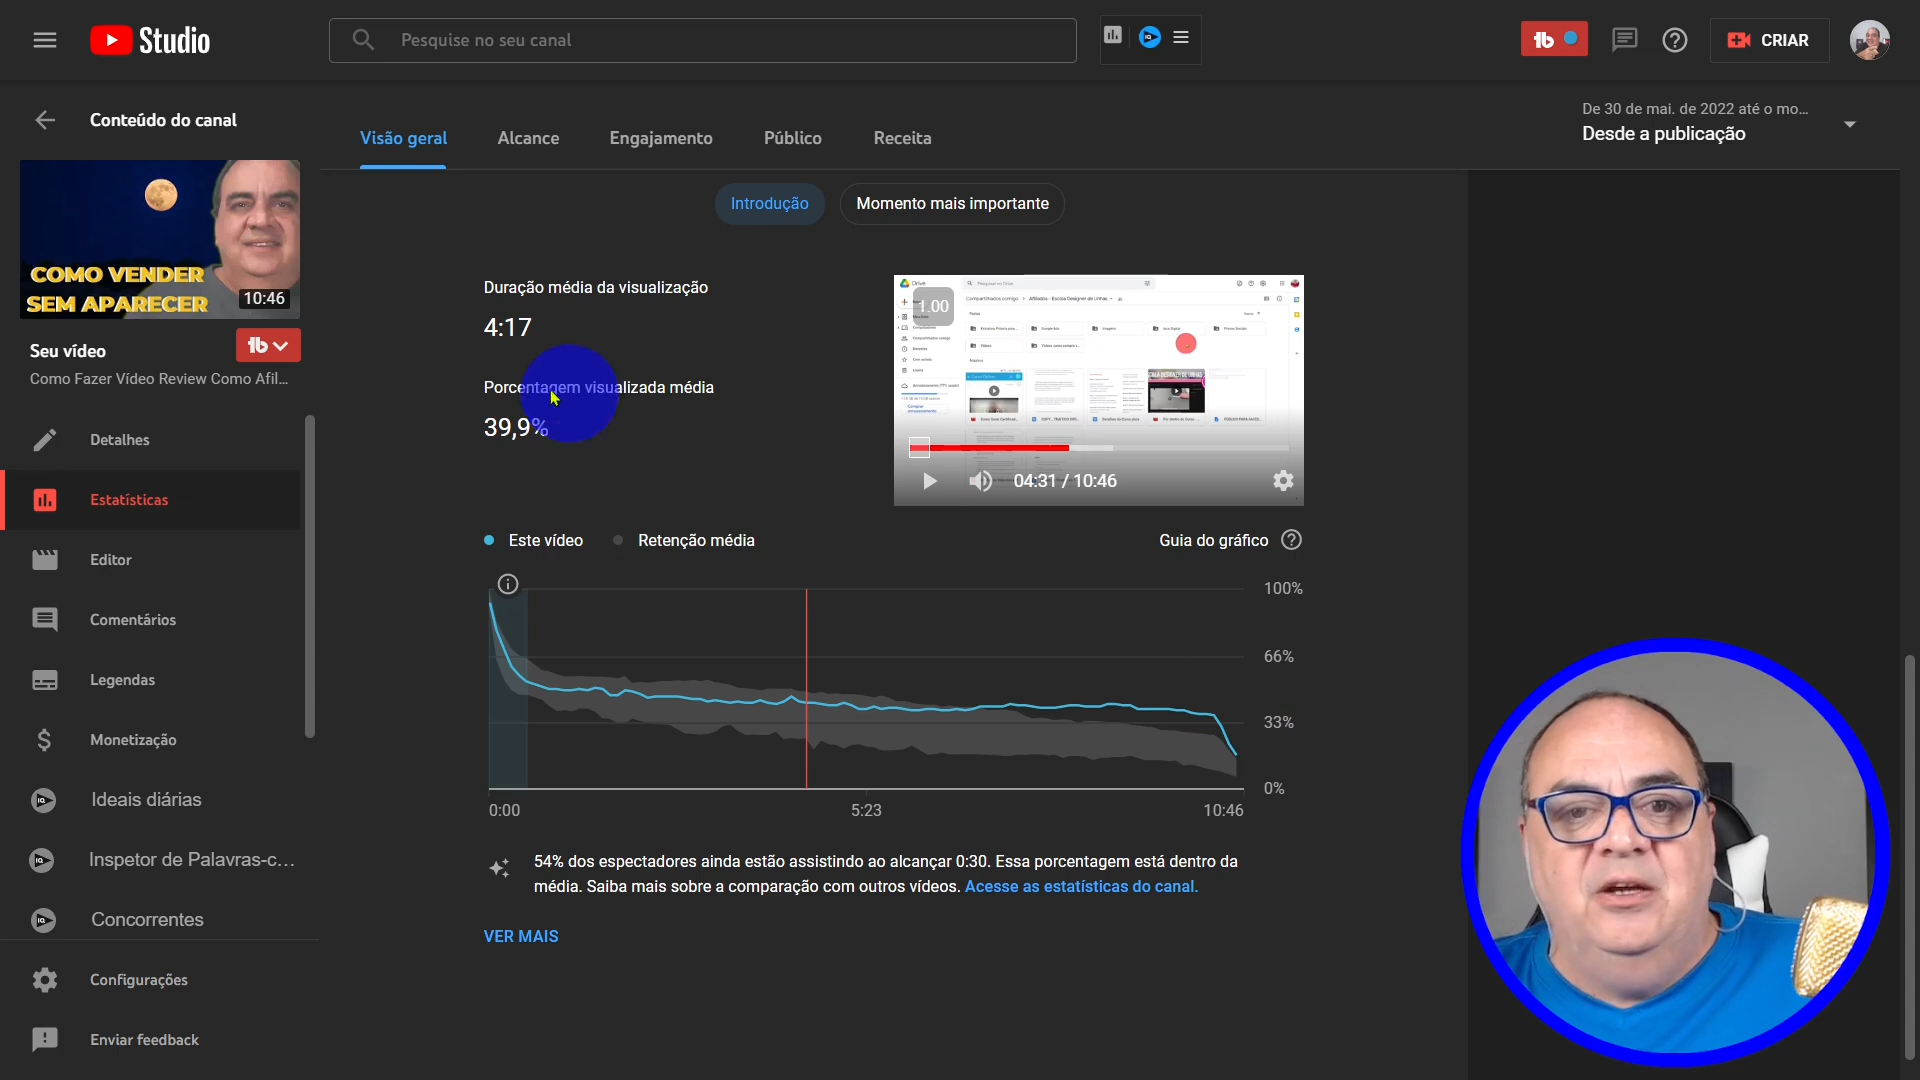 Studio
Pesquise no seu canal
CRIAR
Conteúdo do canal
COMO VENDER
SEM APARECER
10:46
Seu vídeo
Como Fazer Vídeo Review Como Afil...
Detalhes
Estatísticas
Editor
Comentários
Legendas
Monetização
Ideais diárias
Inspetor de Palavras-c...
Concorrentes
Configurações
Enviar feedback
Visão geral
Alcance
Engajamento
Público
Receita
De 30 de mai. de 2022 até o mo...
Desde a publicação
Introdução
Momento mais importante
Duração média da visualização
4:17
Porcentagem visualizada média
39,9%
Drive
Pesquisar no Drive
1.00
04:31 / 10:46
Este vídeo
Retenção média
Guia do gráfico
100%
66%
33%
0%
0:00
5:23
10:46
54% dos espectadores ainda estão assistindo ao alcançar 0:30. Essa porcentagem está dentro da
média. Saiba mais sobre a comparação com outros vídeos. Acesse as estatísticas do canal.
VER MAIS